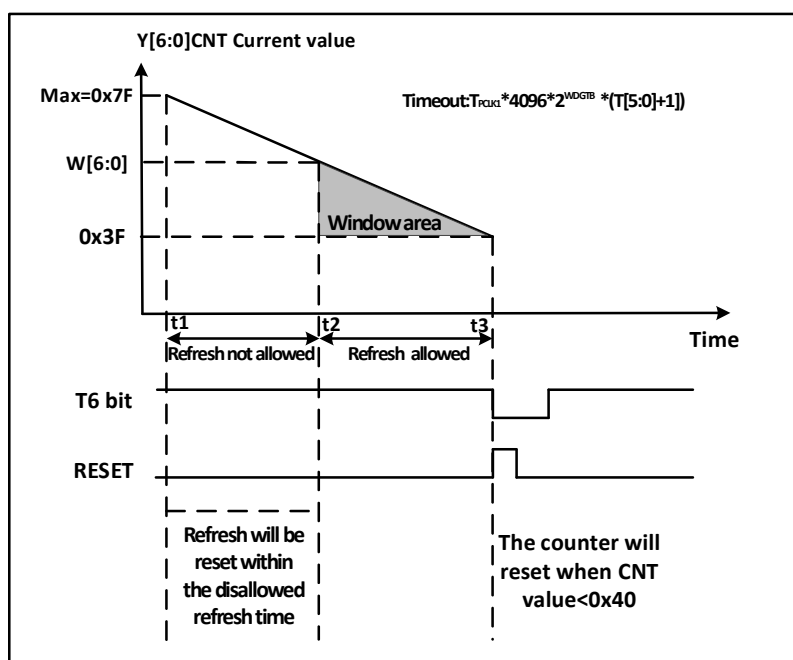 Y[6:0]CNT Current value
Max=0x7F
Timeout:TPCLK1*4096*2WDGTB *(T[5:0]+1])
W[6:0]
Window area
0x3F
t1
t2
t3
Time
Refresh not allowed
Refresh allowed
T6 bit
RESET
Refresh will be
reset within
the disallowed
refresh time
The counter will
reset when CNT
value<0x40